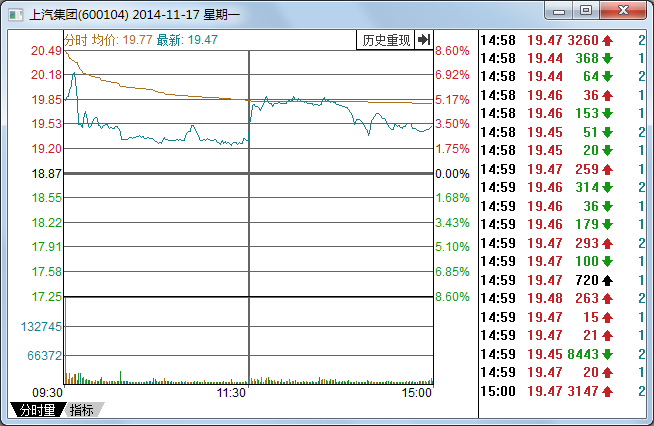 上汽集团(600104) 2014-11-17 星期一
分时 均价: 19.77 最新: 19.47
历史重现
20.49 8.60%
20.18 6.92%
19.85 5.17%
19.53 3.50%
19.20 1.75%
18.87 0.00%
18.55 1.68%
18.22 3.43%
17.91 5.10%
17.58 6.85%
17.25 8.60%
132745
66372
09:30 11:30 15:00
分时量 指标
14:58 19.47 3260 2
14:58 19.44 368 1
14:58 19.44 64 2
14:58 19.46 36 1
14:58 19.46 153 1
14:58 19.45 51 2
14:58 19.45 20 1
14:59 19.47 259 1
14:59 19.46 314 2
14:59 19.46 36 1
14:59 19.46 179 1
14:59 19.47 293 2
14:59 19.47 100 1
14:59 19.47 720 1
14:59 19.48 263 2
14:59 19.47 15 1
14:59 19.47 21 1
14:59 19.45 8443 2
14:59 19.47 20 1
15:00 19.47 3147 2